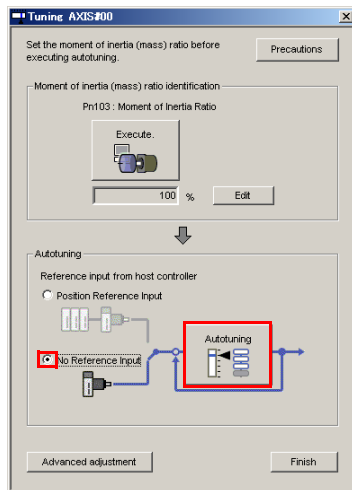 Tuning AXIS#00
Set the moment of inertia (mass) ratio before
executing autotuning.
Precautions
Moment of inertia (mass) ratio identification
Pn103 : Moment of Inertia Ratio
Execute.
100 %
Edit
Autotuning
Reference input from host controller
Position Reference Input
No Reference Input
Autotuning
Advanced adjustment
Finish